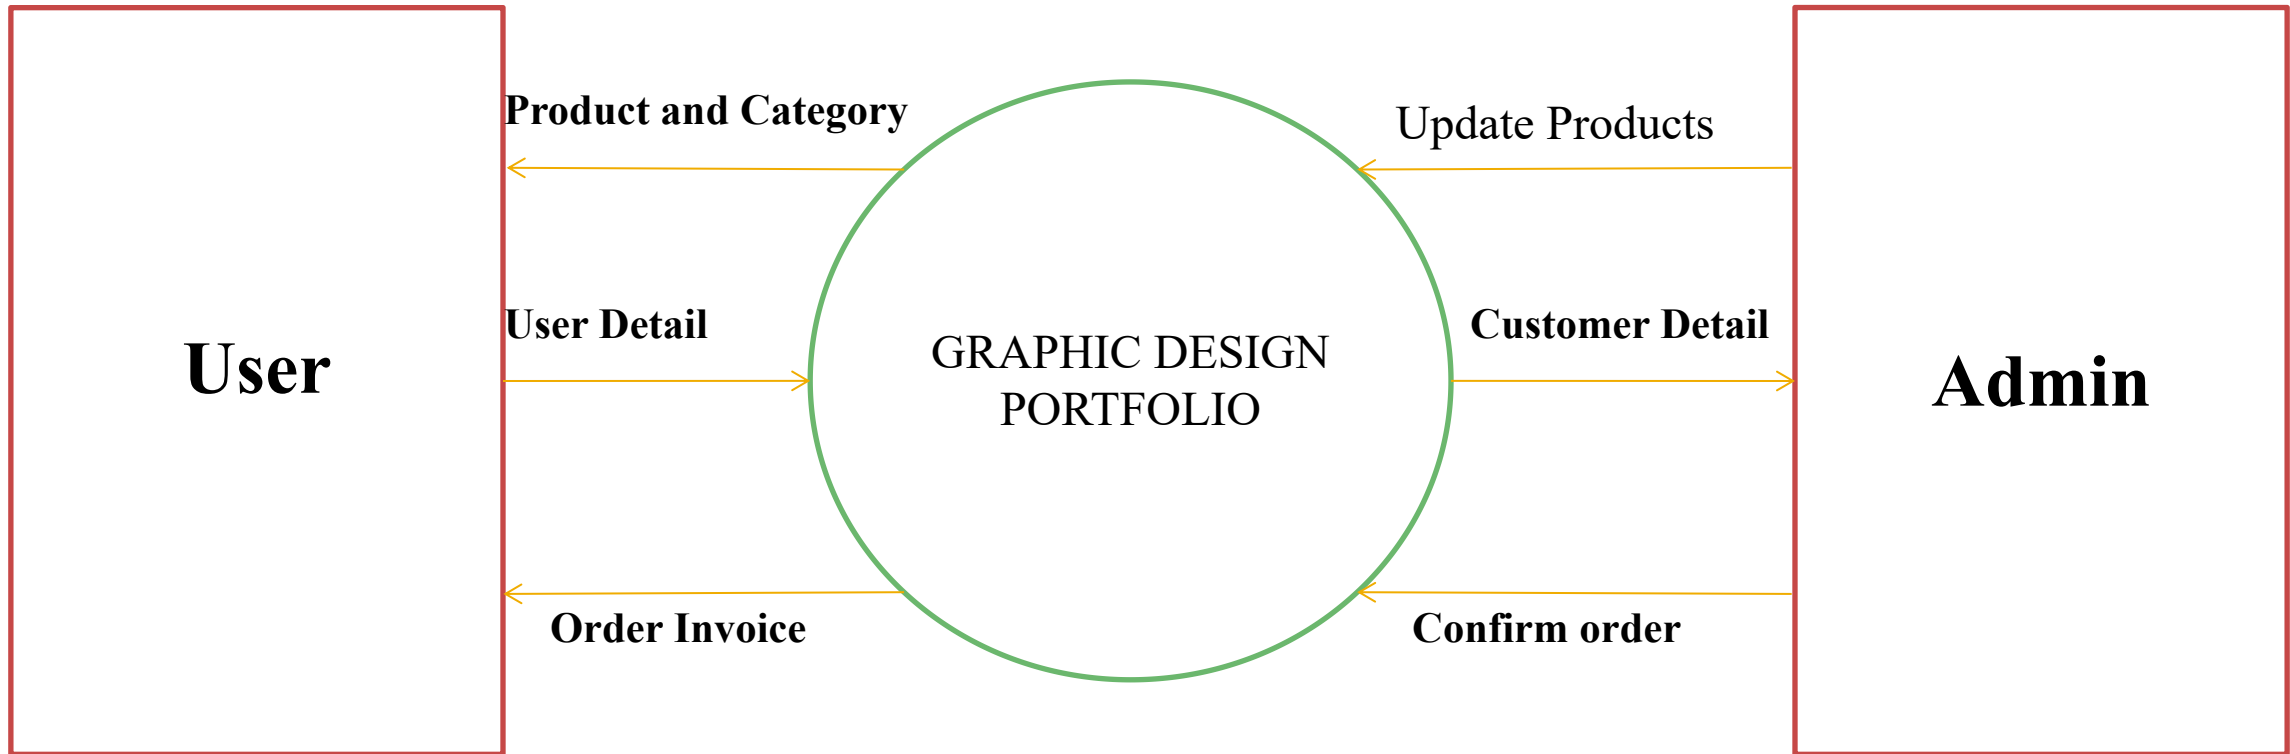 Product and Category
Update Products
User Detail
Customer Detail
User
GRAPHIC DESIGN
PORTFOLIO
Admin
Order Invoice
Confirm order